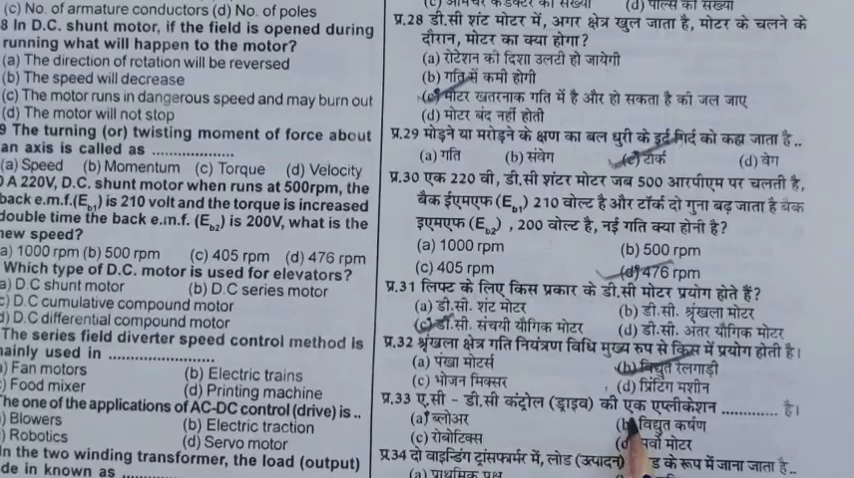 (c) No. of armature conductors (d) No. of poles
8 In D.C. shunt motor, if the field is opened during
running what will happen to the motor?
(a) The direction of rotation will be reversed
(b) The speed will decrease
(c) The motor runs in dangerous speed and may burn out
(d) The motor will not stop
9 The turning (or) twisting moment of force about
an axis is called as ................
(a) Speed (b) Momentum (c) Torque (d) Velocity
0 A 220V, D.C. shunt motor when runs at 500rpm, the
back e.m.f.(Eb1) is 210 volt and the torque is increased
double time the back e.m.f. (Eb2) is 200V, what is the
new speed?
a) 1000 rpm (b) 500 rpm (c) 405 rpm (d) 476 rpm
Which type of D.C. motor is used for elevators?
a) D.C shunt motor (b) D.C series motor
c) D.C cumulative compound motor
d) D.C differential compound motor
The series field diverter speed control method is
mainly used in .....................
a) Fan motors (b) Electric trains
c) Food mixer (d) Printing machine
The one of the applications of AC-DC control (drive) is ..
) Blowers (b) Electric traction
) Robotics (d) Servo motor
In the two winding transformer, the load (output)
de in known as ................
(d) पोल्स की संख्या
प्र.28 डी.सी शंट मोटर में, अगर क्षेत्र खुल जाता है, मोटर के चलने के
दौरान, मोटर का क्या होगा?
(a) रोटेशन की दिशा उलटी हो जायेगी
(b) गति में कमी होगी
(c) मोटर खतरनाक गति में है और हो सकता है की जल जाए
(d) मोटर बंद नहीं होती
प्र.29 मोड़ने या मरोड़ने के क्षण का बल धुरी के इर्द गिर्द को कहा जाता है..
(a) गति (b) संवेग (c) टोर्क (d) वेग
प्र.30 एक 220 वी, डी.सी शंटर मोटर जब 500 आरपीएम पर चलती है,
बैक ईएमएफ(Eb1) 210 वोल्ट है और टॉर्क दो गुना बढ़ जाता है बैक
इएमएफ (Eb2) , 200 वोल्ट है, नई गति क्या होनी है?
(a) 1000 rpm (b) 500 rpm
(c) 405 rpm (d) 476 rpm
प्र.31 लिफ्ट के लिए किस प्रकार के डी.सी मोटर प्रयोग होते हैं?
(a) डी.सी. शंट मोटर (b) डी.सी. श्रृंखला मोटर
(c) डी.सी. संचयी यौगिक मोटर (d) डी.सी. अंतर यौगिक मोटर
प्र.32 श्रृंखला क्षेत्र गति नियंत्रण विधि मुख्य रुप से किस में प्रयोग होती है।
(a) पंखा मोटर्स (b) विधुत रेलगाड़ी
(c) भोजन मिक्सर (d) प्रिंटिंग मशीन
प्र.33 ए.सी - डी.सी कंट्रोल (ड्राइव) की एक एप्लीकेशन ............. है।
(a) ब्लोअर (b) विद्युत कर्षण
(c) रोबोटिक्स (d) सर्वो मोटर
प्र.34 दो वाइन्डिंग ट्रांसफार्मर में, लोड (उत्पादन) ड के रूप में जाना जाता है..
(a) प्राथमिक पक्ष